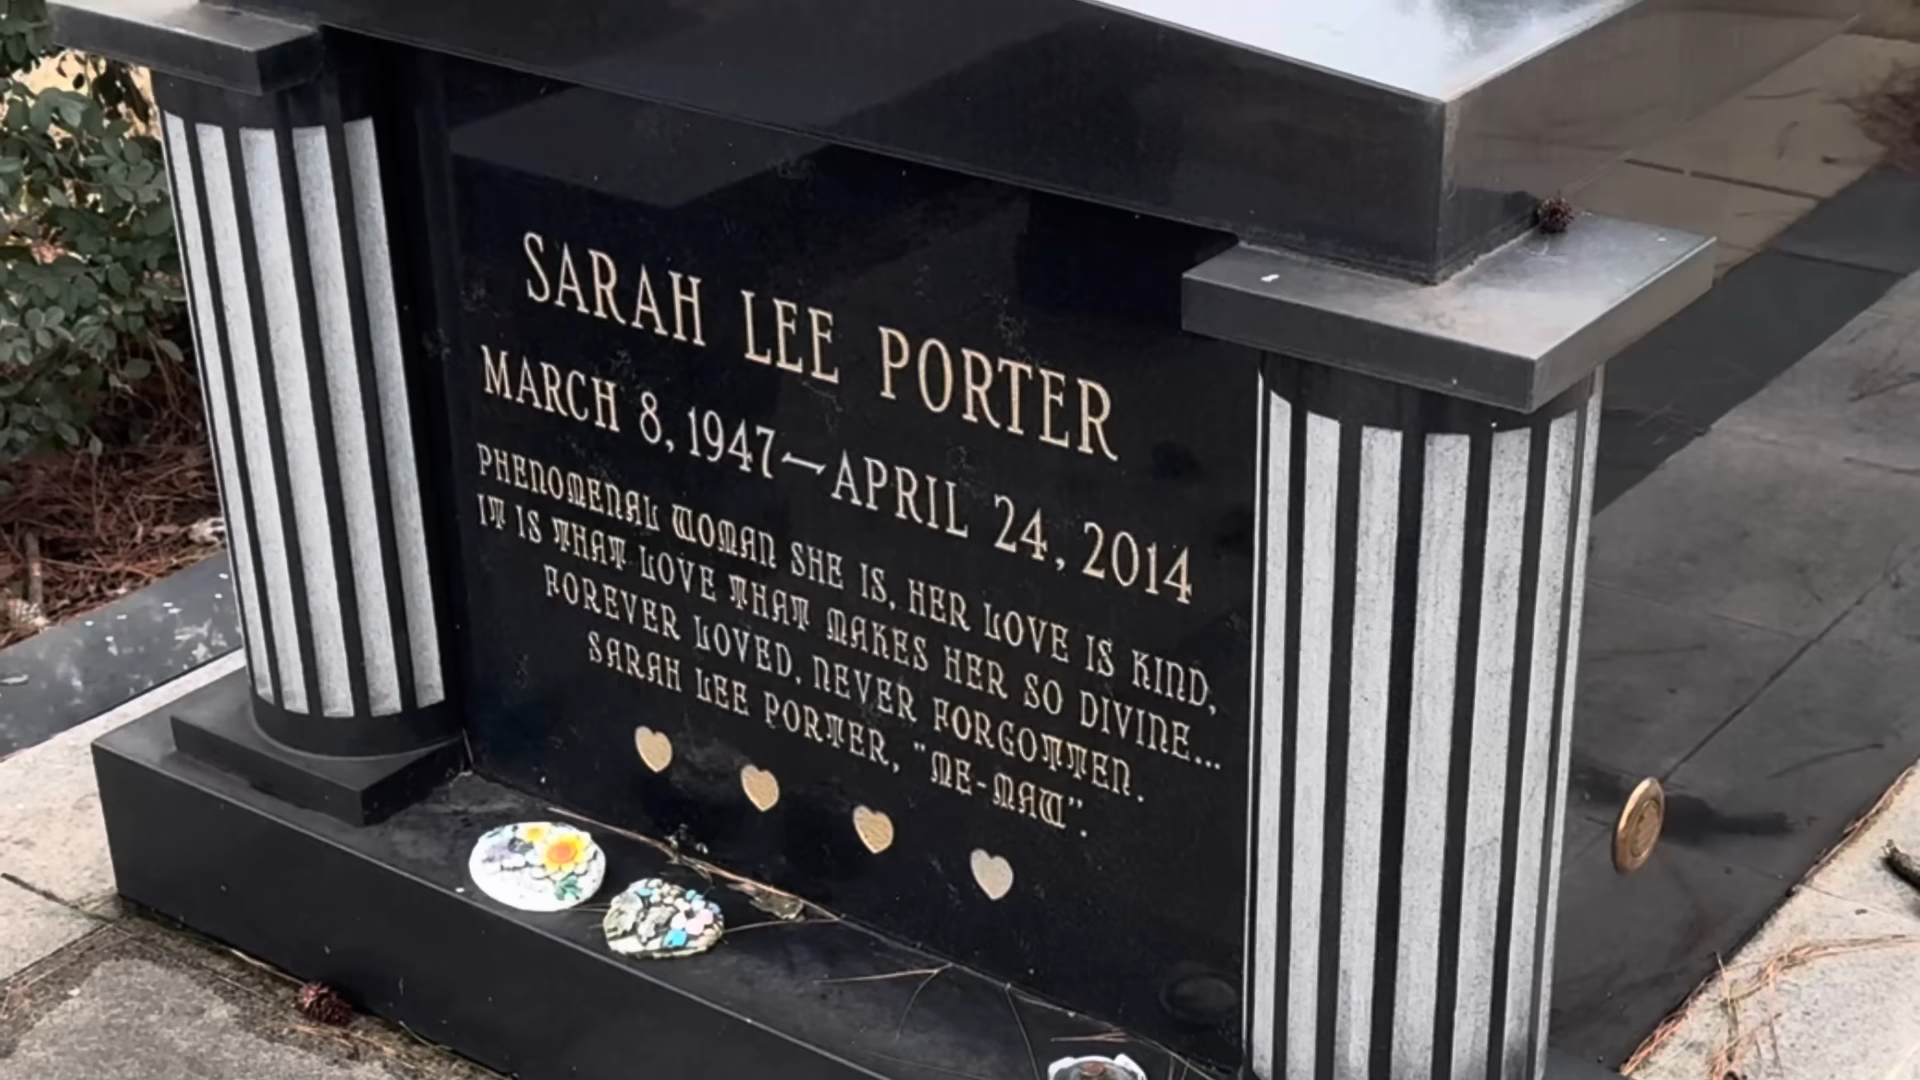 SARAH LEE PORTER
MARCH 8, 1947—APRIL 24, 2014
PHENOMENAL WOMAN SHE IS, HER LOVE IS KIND,
IT IS THAT LOVE THAT MAKES HER SO DIVINE...
FOREVER LOVED, NEVER FORGOTTEN.
SARAH LEE PORTER, "ME-MAW".